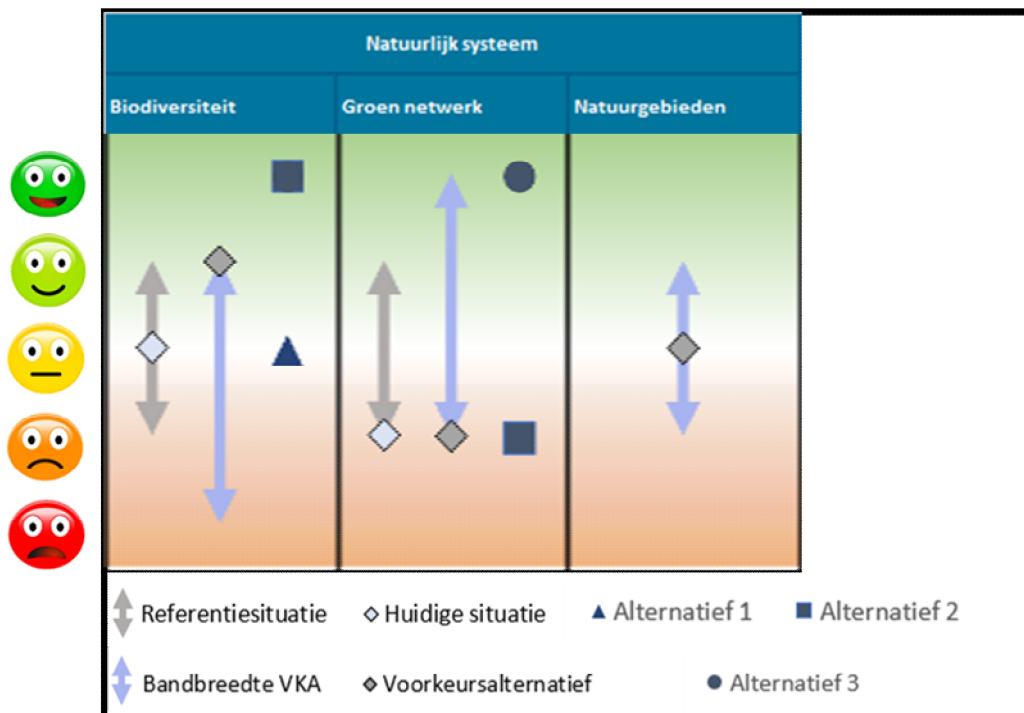 Natuurlijk systeem
Biodiversiteit Groen netwerk Natuurgebieden
Referentiesituatie Huidige situatie Alternatief 1 Alternatief 2
Bandbreedte VKA Voorkeursalternatief Alternatief 3